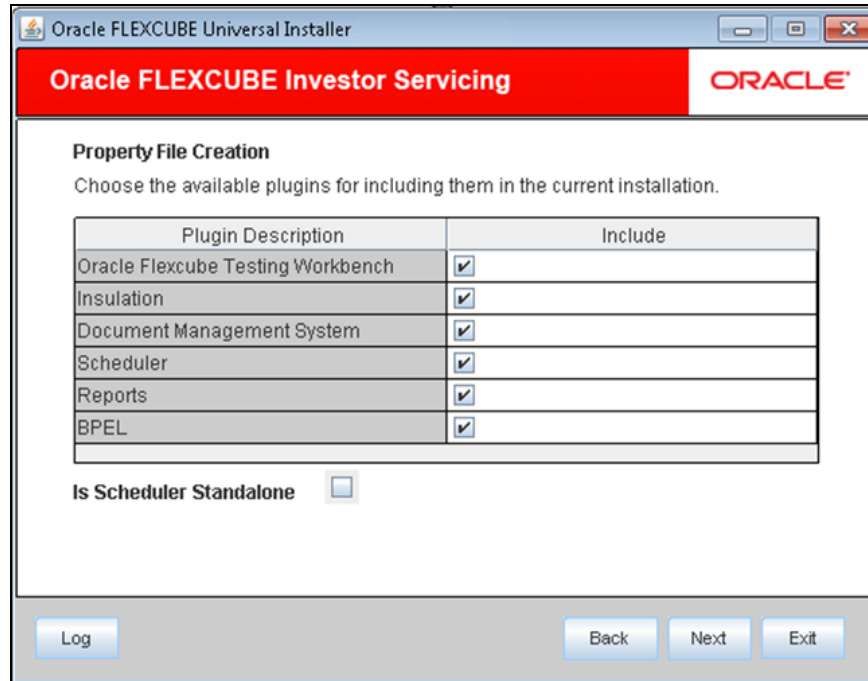 Oracle FLEXCUBE Universal Installer
Oracle FLEXCUBE Investor Servicing
ORACLE
Property File Creation
Choose the available plugins for including them in the current installation.
Plugin Description Include
Oracle Flexcube Testing Workbench
Insulation
Document Management System
Scheduler
Reports
BPEL
Is Scheduler Standalone
Log Back Next Exit